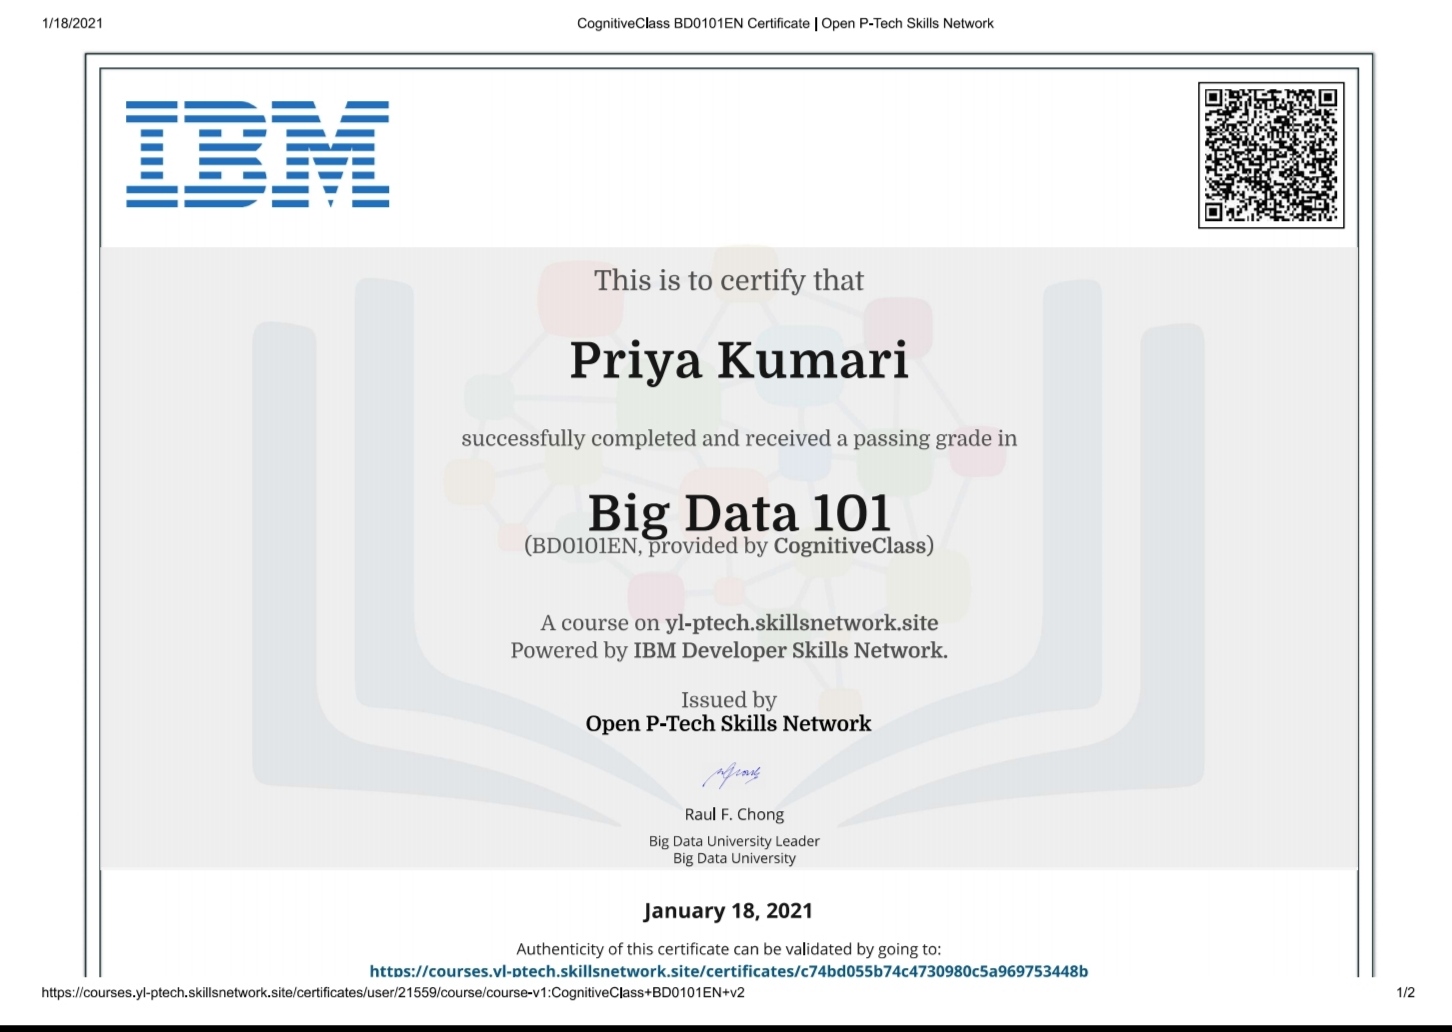 1/18/2021
CognitiveClass BD0101EN Certificate | Open P-Tech Skills Network
IBM
This is to certify that
Priya Kumari
successfully completed and received a passing grade in
Big Data 101
(BD0101EN, provided by CognitiveClass)
A course on yl-ptech.skillsnetwork.site
Powered by IBM Developer Skills Network.
Issued by
Open P-Tech Skills Network
Raul F. Chong
Big Data University Leader
Big Data University
January 18, 2021
Authenticity of this certificate can be validated by going to:
https://courses.yl-ptech.skillsnetwork.site/certificates/c74bd055b74c4730980c5a969753448b
https://courses.yl-ptech.skillsnetwork.site/certificates/user/21559/course/course-v1:CognitiveClass+BD0101EN+v2
1/2